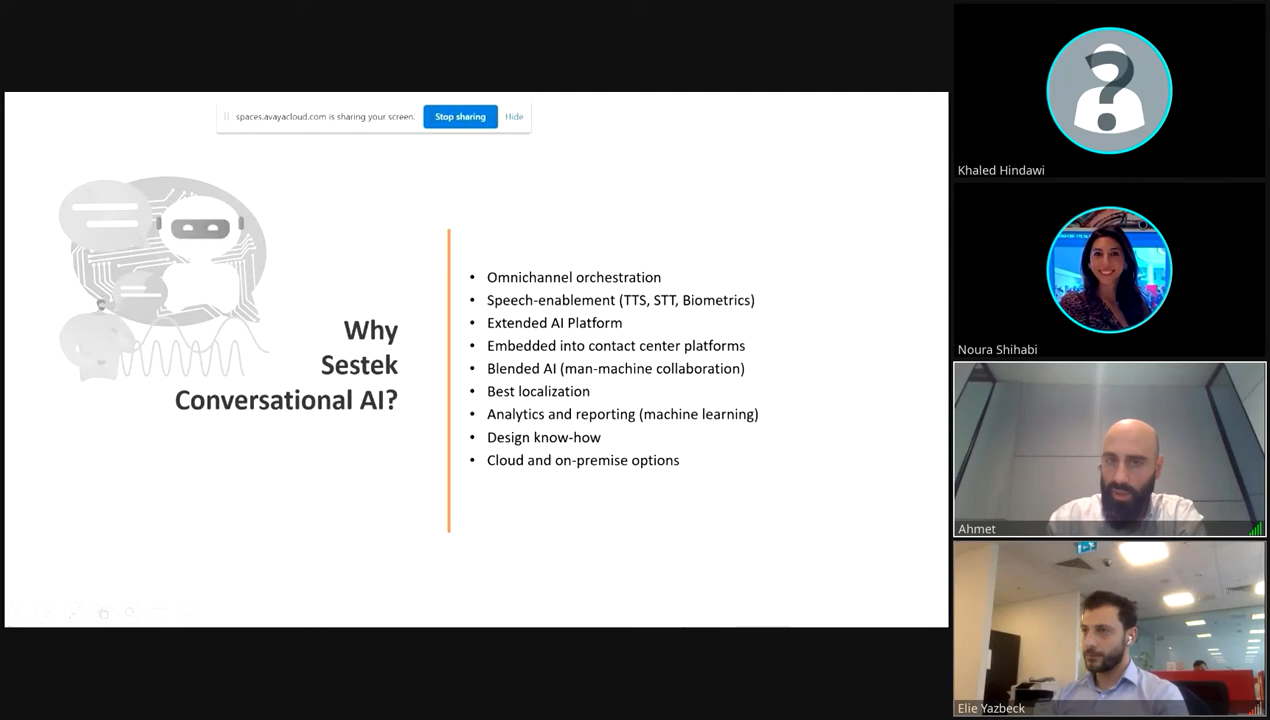 spaces.avayacloud.com is sharing your screen.
Stop sharing
Hide
Why
Sestek
Conversational AI?
• Omnichannel orchestration
• Speech-enablement (TTS, STT, Biometrics)
• Extended AI Platform
• Embedded into contact center platforms
• Blended AI (man-machine collaboration)
• Best localization
• Analytics and reporting (machine learning)
• Design know-how
• Cloud and on-premise options
?
Khaled Hindawi
Noura Shihabi
Ahmet
Elie Yazbeck